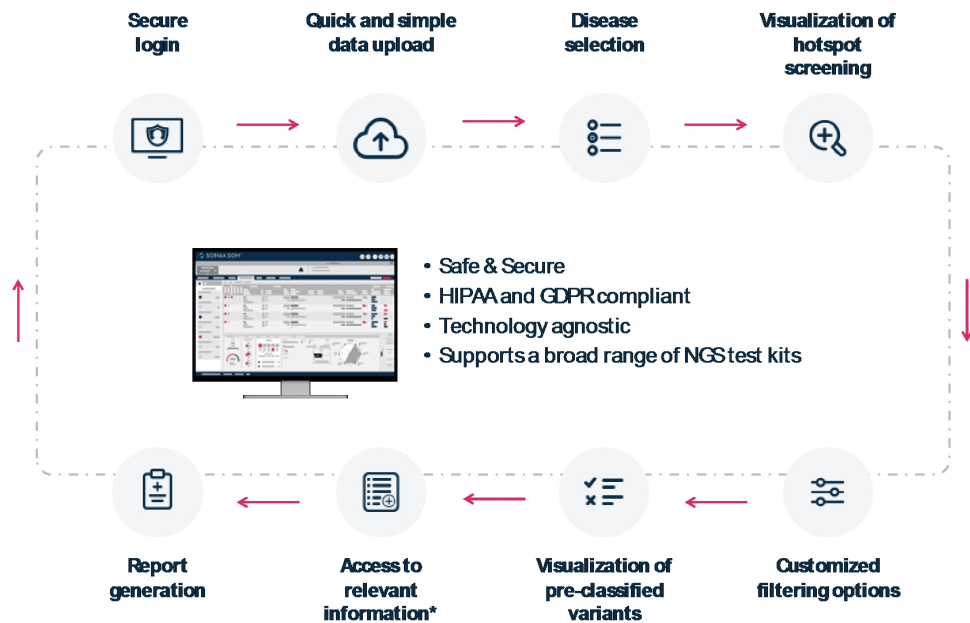 Secure
login
Quick and simple
data upload
Disease
selection
Visualization of
hotspot
screening
SOPHiA DDM
• Safe & Secure
• HIPAA and GDPR compliant
• Technology agnostic
• Supports a broad range of NGS test kits
Report
generation
Access to
relevant
information*
Visualization of
pre-classified
variants
Customized
filtering options